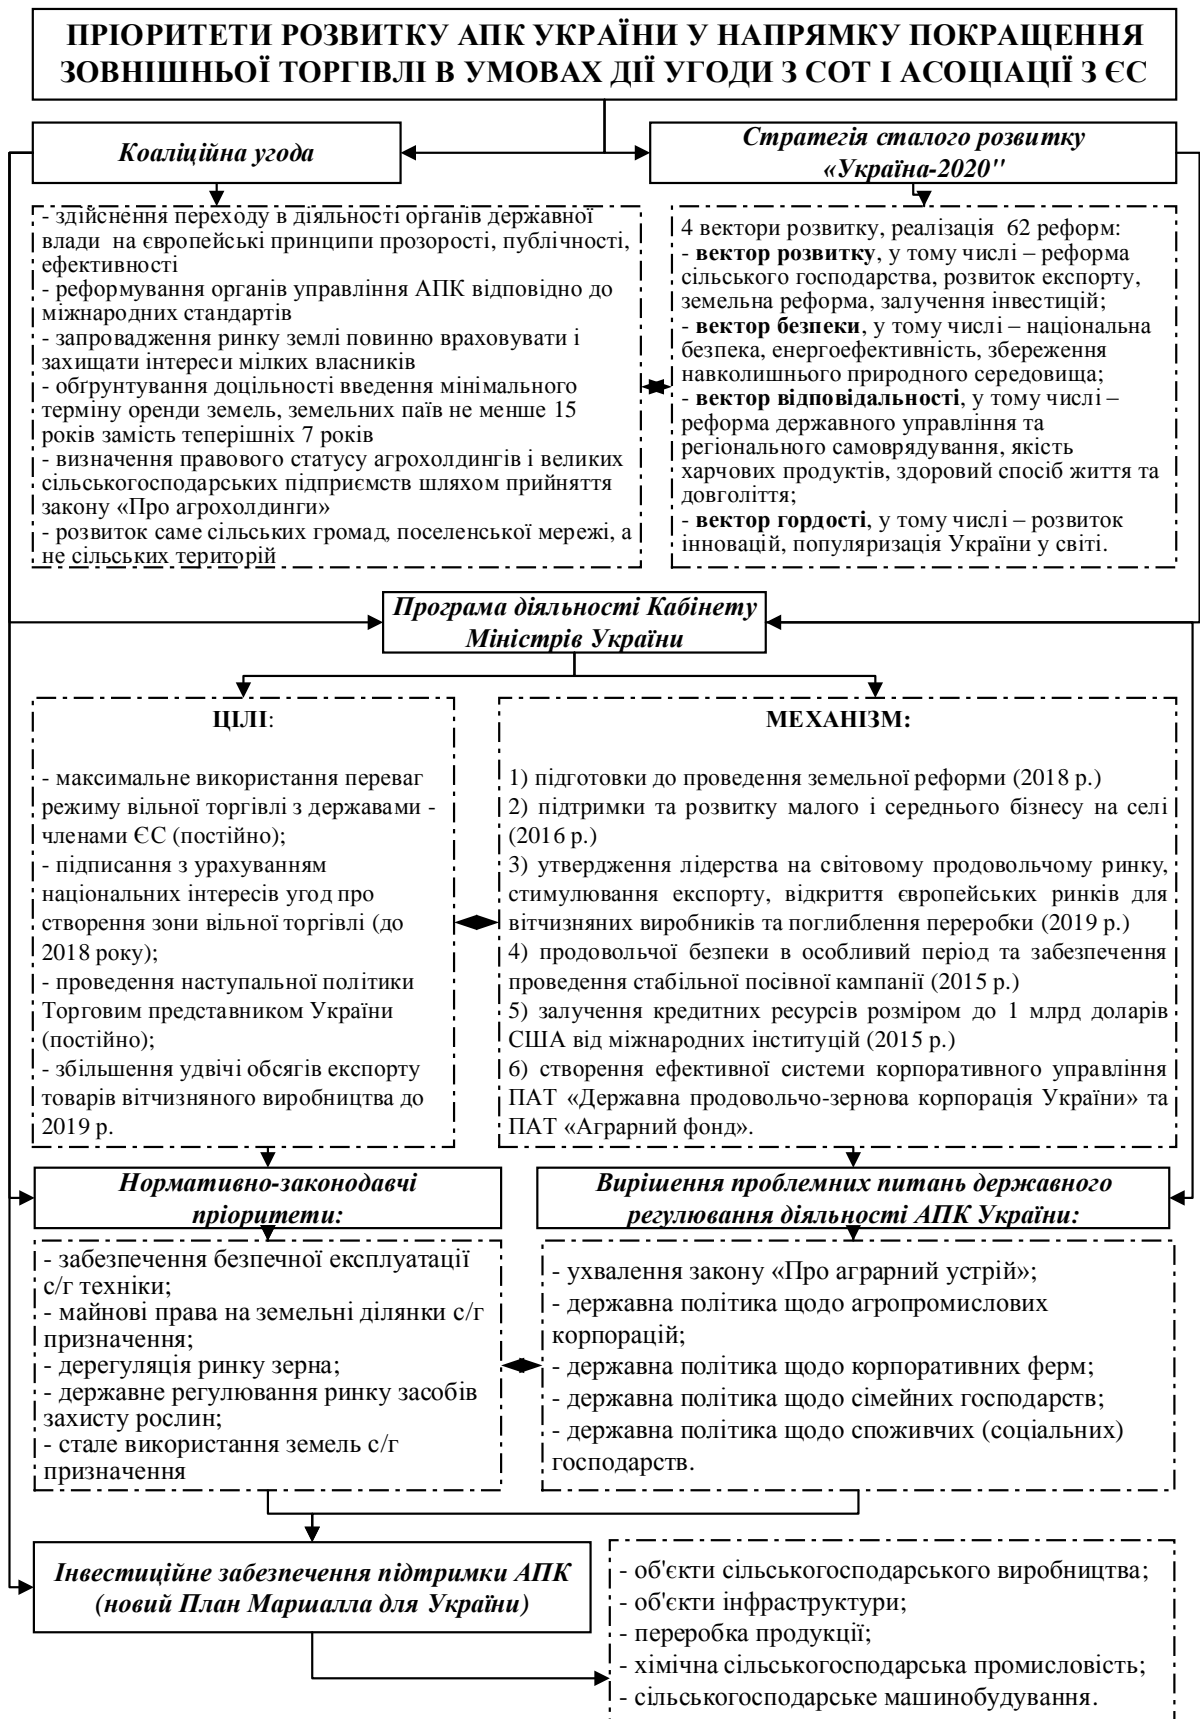 ПРІОРИТЕТИ РОЗВИТКУ АПК УКРАЇНИ У НАПРЯМКУ ПОКРАЩЕННЯ
ЗОВНІШНЬОЇ ТОРГІВЛІ В УМОВАХ ДІЇ УГОДИ З СОТ І АСОЦІАЦІЇ З ЄС
Коаліційна угода
- здійснення переходу в діяльності органів державної
влади на європейські принципи прозорості, публічності,
ефективності
- реформування органів управління АПК відповідно до
міжнародних стандартів
- запровадження ринку землі повинно враховувати і
захищати інтереси мілких власників
- обґрунтування доцільності введення мінімального
терміну оренди земель, земельних паїв не менше 15
років замість теперішніх 7 років
- визначення правового статусу агрохолдингів і великих
сільськогосподарських підприємств шляхом прийняття
закону «Про агрохолдинги»
- розвиток саме сільських громад, поселенської мережі, а
не сільських територій
Стратегія сталого розвитку
«Україна-2020"
4 вектори розвитку, реалізація 62 реформ:
- вектор розвитку, у тому числі – реформа
сільського господарства, розвиток експорту,
земельна реформа, залучення інвестицій;
- вектор безпеки, у тому числі – національна
безпека, енергоефективність, збереження
навколишнього природного середовища;
- вектор відповідальності, у тому числі –
реформа державного управління та
регіонального самоврядування, якість
харчових продуктів, здоровий спосіб життя та
довголіття;
- вектор гордості, у тому числі – розвиток
інновацій, популяризація України у світі.
Програма діяльності Кабінету
Міністрів України
ЦІЛІ:
- максимальне використання переваг
режиму вільної торгівлі з державами -
членами ЄС (постійно);
- підписання з урахуванням
національних інтересів угод про
створення зони вільної торгівлі (до
2018 року);
- проведення наступальної політики
Торговим представником України
(постійно);
- збільшення удвічі обсягів експорту
товарів вітчизняного виробництва до
2019 р.
МЕХАНІЗМ:
1) підготовки до проведення земельної реформи (2018 р.)
2) підтримки та розвитку малого і середнього бізнесу на селі
(2016 р.)
3) утвердження лідерства на світовому продовольчому ринку,
стимулювання експорту, відкриття європейських ринків для
вітчизняних виробників та поглиблення переробки (2019 р.)
4) продовольчої безпеки в особливий період та забезпечення
проведення стабільної посівної кампанії (2015 р.)
5) залучення кредитних ресурсів розміром до 1 млрд доларів
США від міжнародних інституцій (2015 р.)
6) створення ефективної системи корпоративного управління
ПАТ «Державна продовольчо-зернова корпорація України» та
ПАТ «Аграрний фонд».
Нормативно-законодавчі
пріоритети:
- забезпечення безпечної експлуатації
с/г техніки;
- майнові права на земельні ділянки с/г
призначення;
- дерегуляція ринку зерна;
- державне регулювання ринку засобів
захисту рослин;
- стале використання земель с/г
призначення
Вирішення проблемних питань державного
регулювання діяльності АПК України:
- ухвалення закону «Про аграрний устрій»;
- державна політика щодо агропромислових
корпорацій;
- державна політика щодо корпоративних ферм;
- державна політика щодо сімейних господарств;
- державна політика щодо споживчих (соціальних)
господарств.
Інвестиційне забезпечення підтримки АПК
(новий План Маршалла для України)
- об'єкти сільськогосподарського виробництва;
- об'єкти інфраструктури;
- переробка продукції;
- хімічна сільськогосподарська промисловість;
- сільськогосподарське машинобудування.